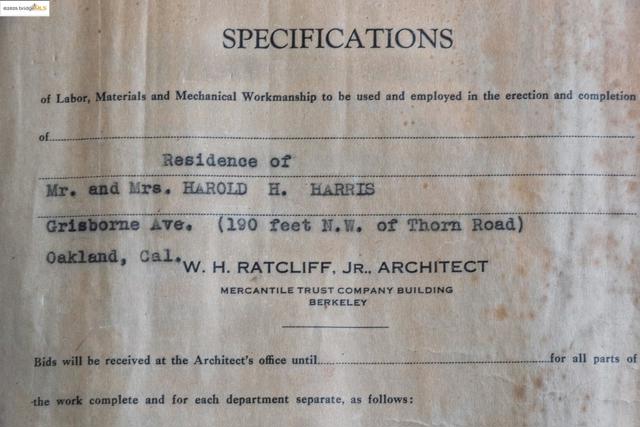 ©2025 bridgeMLS
SPECIFICATIONS
of Labor, Materials and Mechanical Workmanship to be used and employed in the erection and completion
of
Residence of
Mr. and Mrs. HAROLD H. HARRIS
Grisborne Ave. (190 feet N.W. of Thorn Road)
Oakland, Cal.
W. H. RATCLIFF, JR., ARCHITECT
MERCANTILE TRUST COMPANY BUILDING
BERKELEY
Bids will be received at the Architect's office until for all parts of
the work complete and for each department separate, as follows: